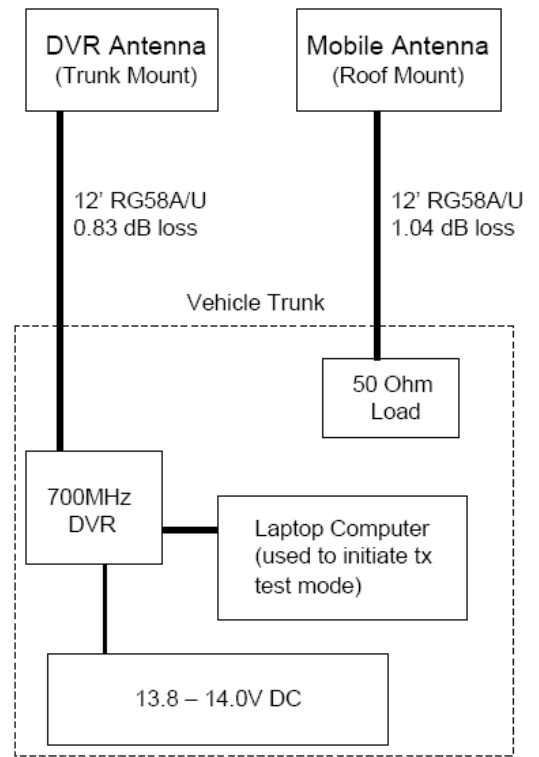 DVR Antenna
(Trunk Mount)
Mobile Antenna
(Roof Mount)
12’ RG58A/U
0.83 dB loss
12’ RG58A/U
1.04 dB loss
Vehicle Trunk
50 Ohm
Load
700MHz
DVR
Laptop Computer
(used to initiate tx
test mode)
13.8 – 14.0V DC